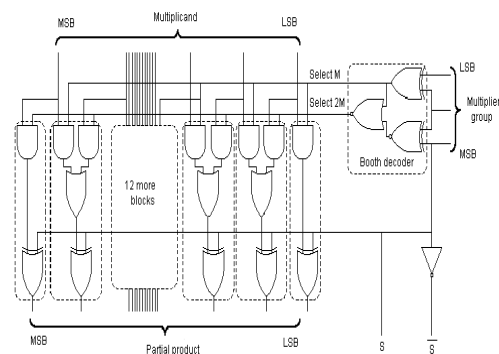 Multiplicand
MSB
LSB
Select M
LSB
Select 2M
Multiplier
group
MSB
Booth decoder
12 more
blocks
MSB
LSB
Partial product
S
S